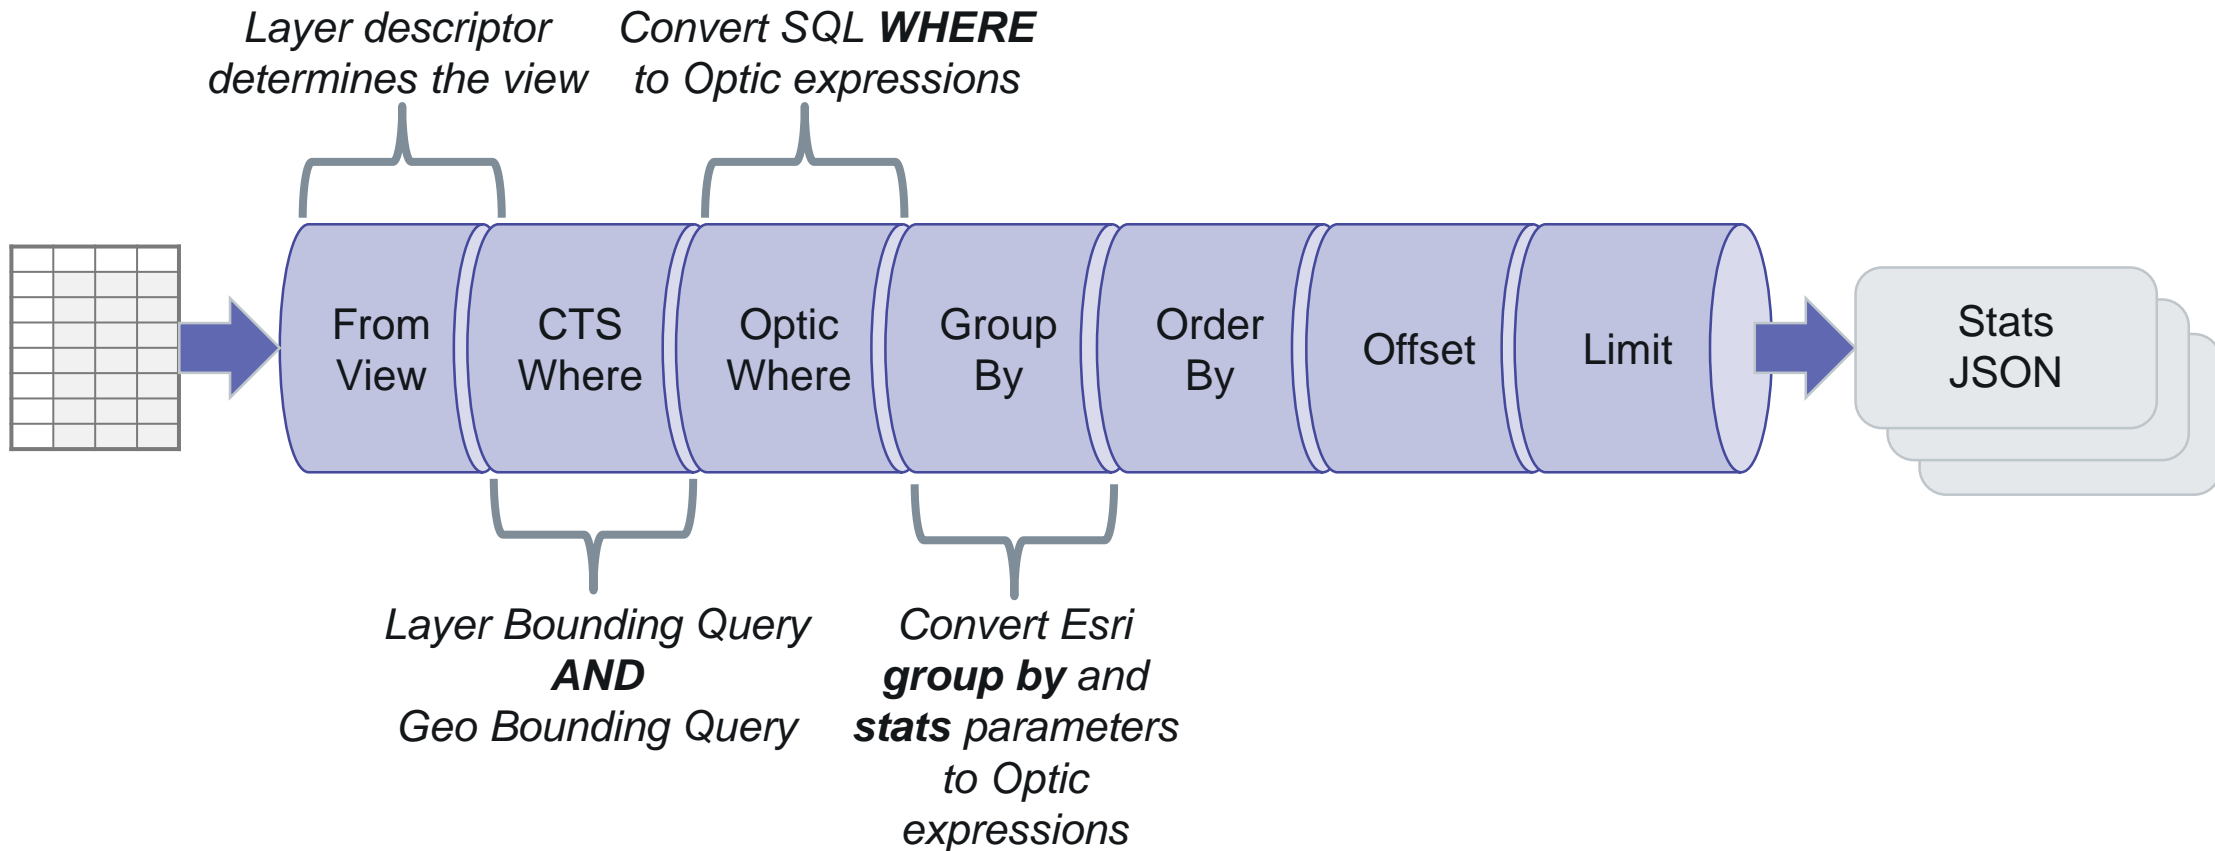 Layer descriptor
determines the view
Convert SQL WHERE
to Optic expressions
From
View
CTS
Where
Optic
Where
Group
By
Order
By
Offset
Limit
Stats
JSON
Layer Bounding Query
AND
Geo Bounding Query
Convert Esri
group by and
stats parameters
to Optic
expressions